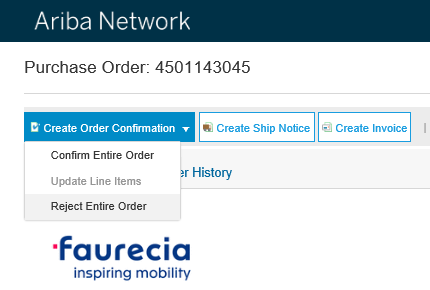 Ariba Network
Purchase Order: 4501143045
Create Order Confirmation
Create Ship Notice
Create Invoice
Confirm Entire Order
Update Line Items
er History
Reject Entire Order
faurecia
inspiring mobility